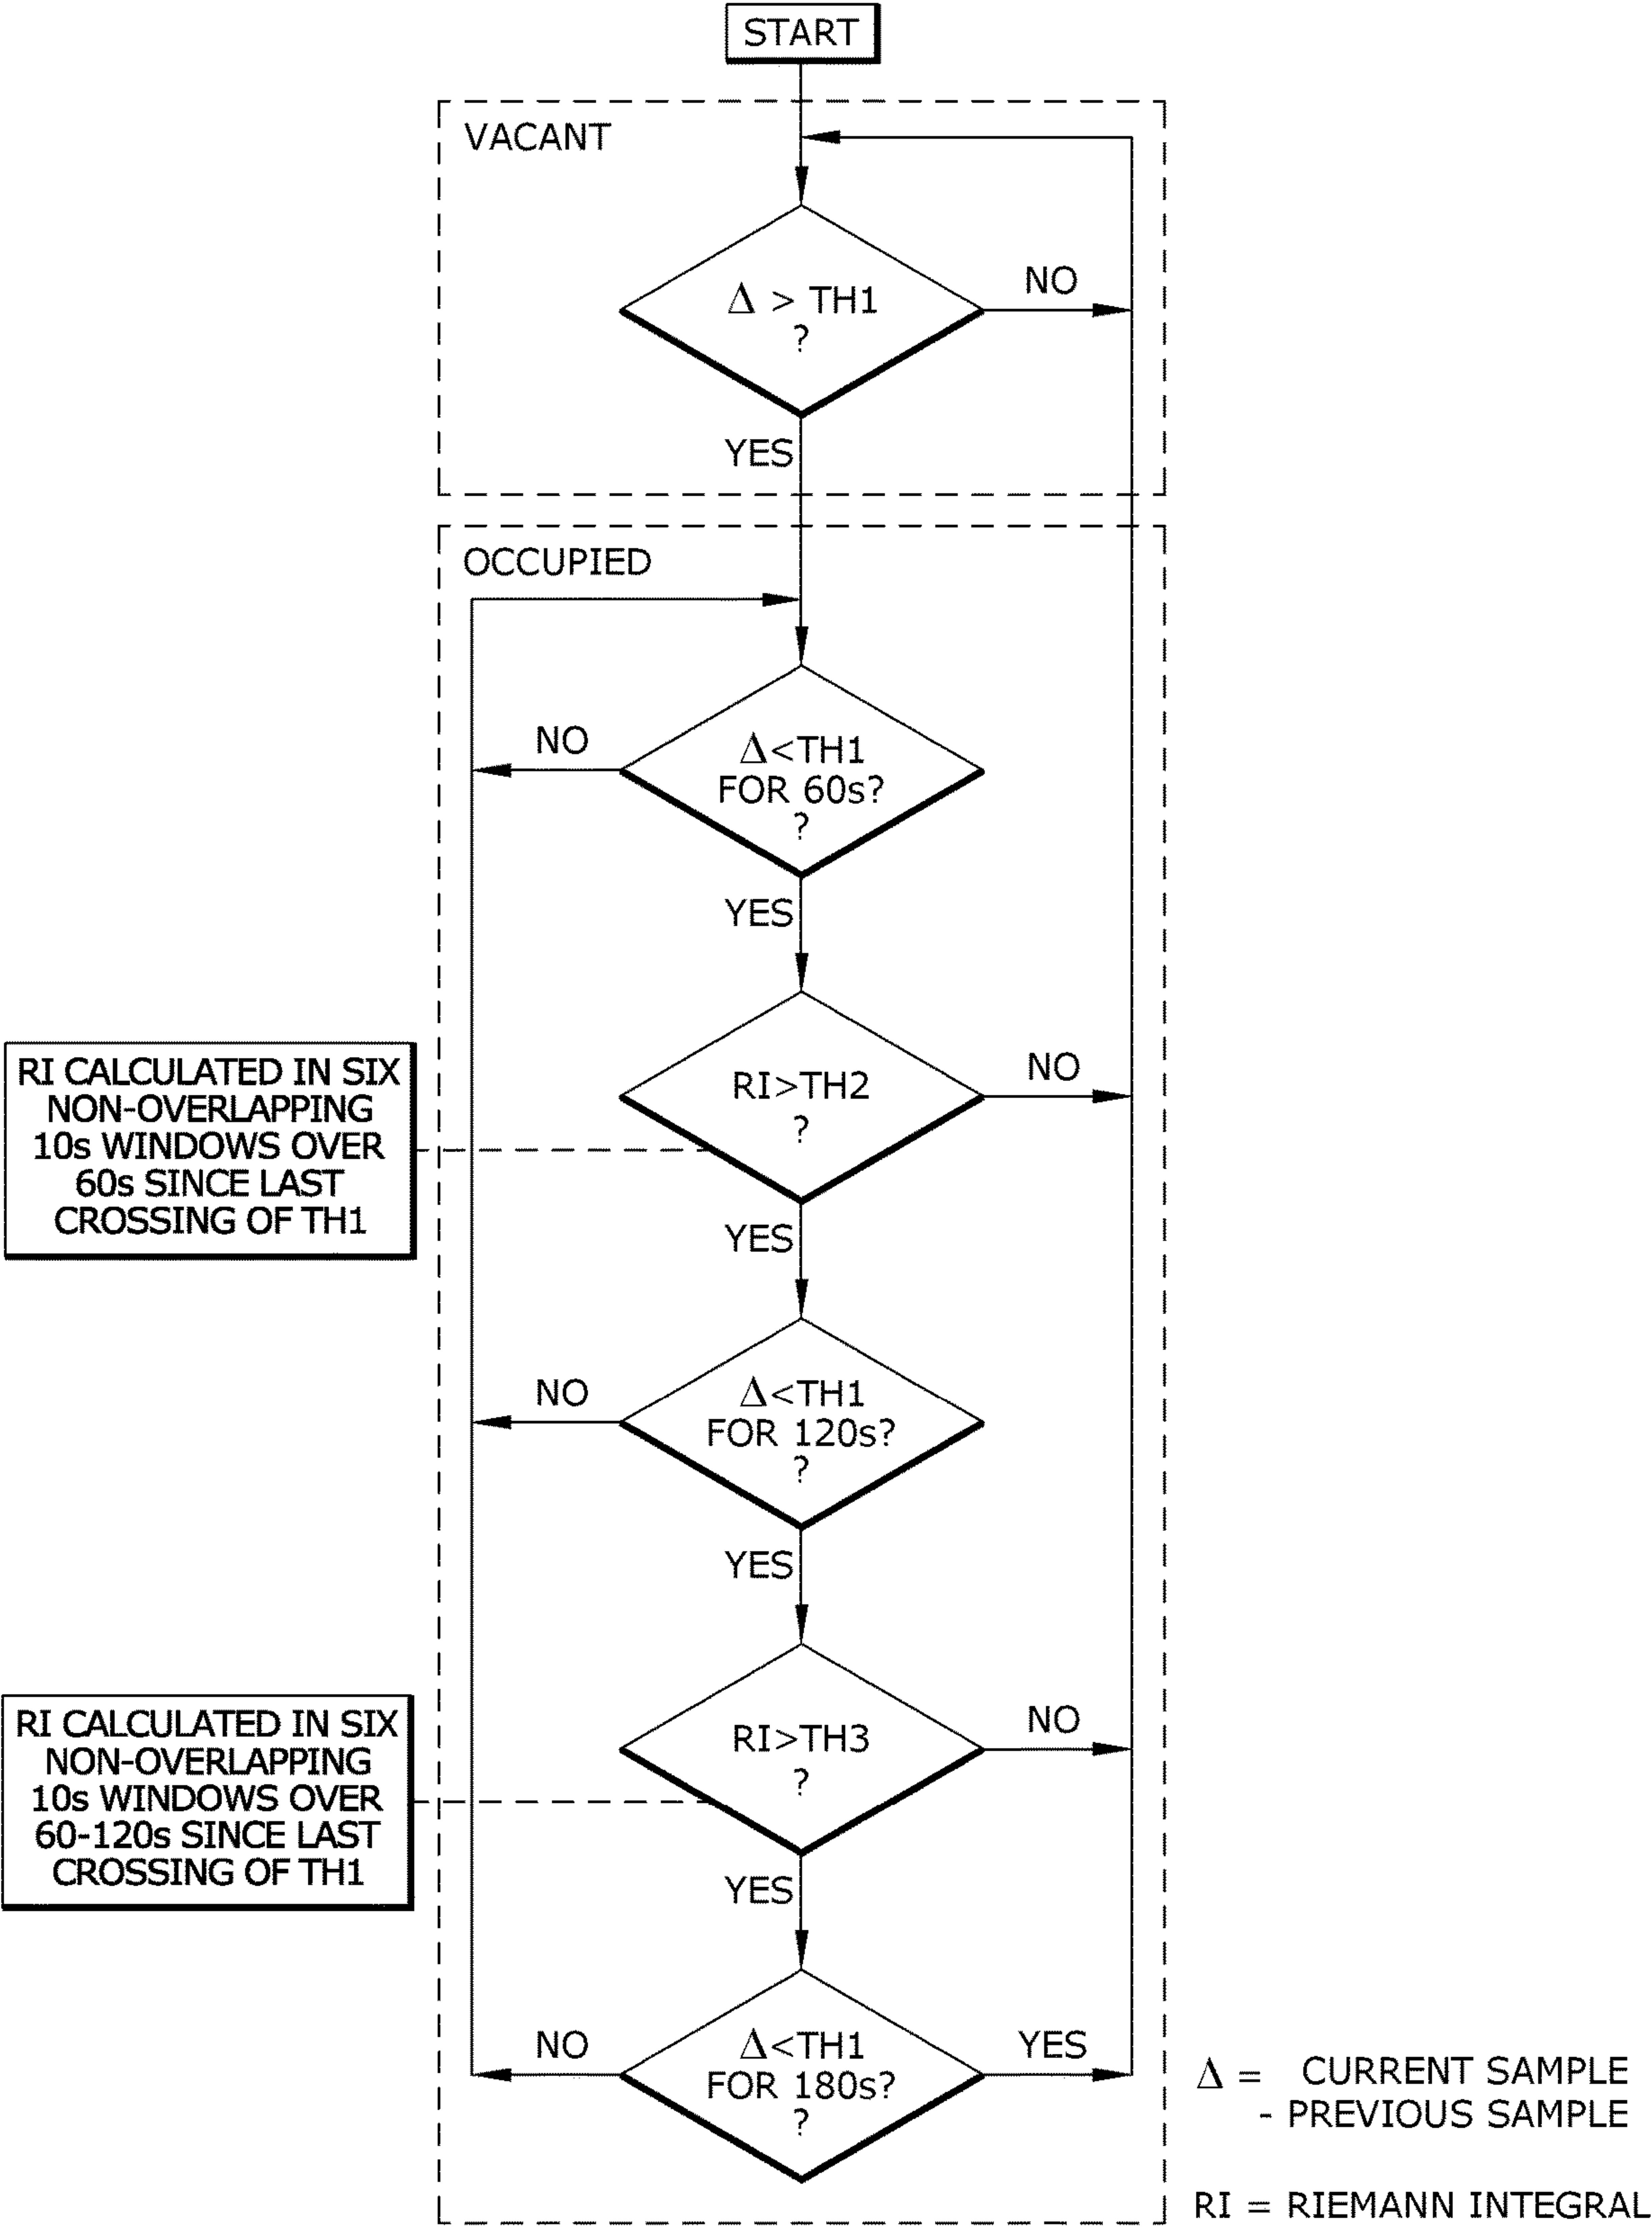 START
VACANT
Δ > TH1
?
NO
YES
OCCUPIED
NO
Δ<TH1
FOR 60s?
?
YES
RI CALCULATED IN SIX
NON-OVERLAPPING
10s WINDOWS OVER
60s SINCE LAST
CROSSING OF TH1
RI>TH2
?
NO
YES
NO
Δ<TH1
FOR 120s?
?
YES
RI CALCULATED IN SIX
NON-OVERLAPPING
10s WINDOWS OVER
60-120s SINCE LAST
CROSSING OF TH1
RI>TH3
?
NO
YES
NO
Δ<TH1
FOR 180s?
?
YES
Δ = CURRENT SAMPLE
- PREVIOUS SAMPLE
RI = RIEMANN INTEGRAL